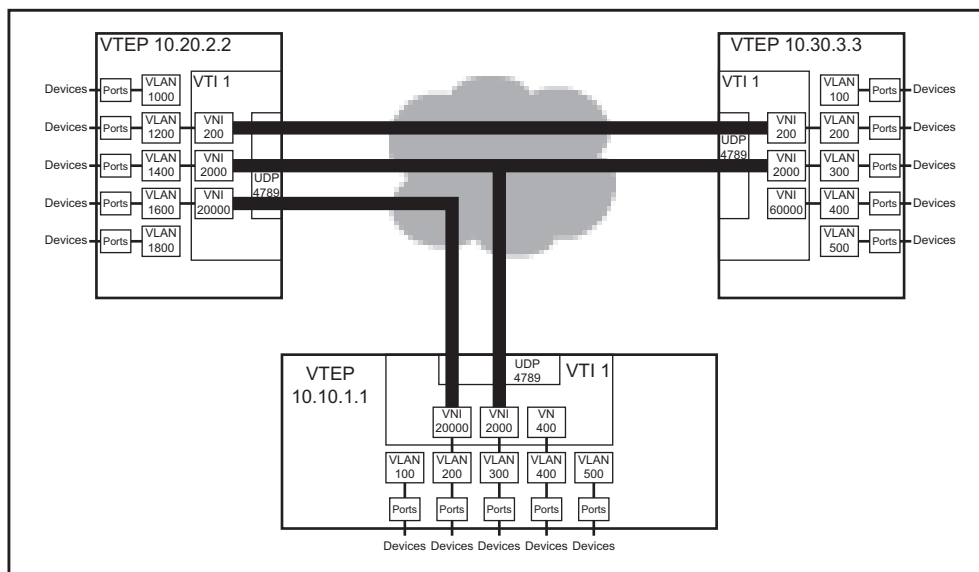 VTEP 10.20.2.2
VTI 1
Devices Ports VLAN 1000
Devices Ports VLAN 1200 VNI 200
Devices Ports VLAN 1400 VNI 2000
UDP 4789
Devices Ports VLAN 1600 VNI 20000
Devices Ports VLAN 1800
VTEP 10.30.3.3
VTI 1
VLAN 100 Ports Devices
VNI 200 VLAN 200 Ports Devices
UDP 4789
VNI 2000 VLAN 300 Ports Devices
VNI 60000 VLAN 400 Ports Devices
VLAN 500 Ports Devices
VTEP
10.10.1.1
UDP
4789
VTI 1
VNI VNI VN
20000 2000 400
VLAN VLAN VLAN VLAN VLAN
100 200 300 400 500
Ports Ports Ports Ports Ports
Devices Devices Devices Devices Devices